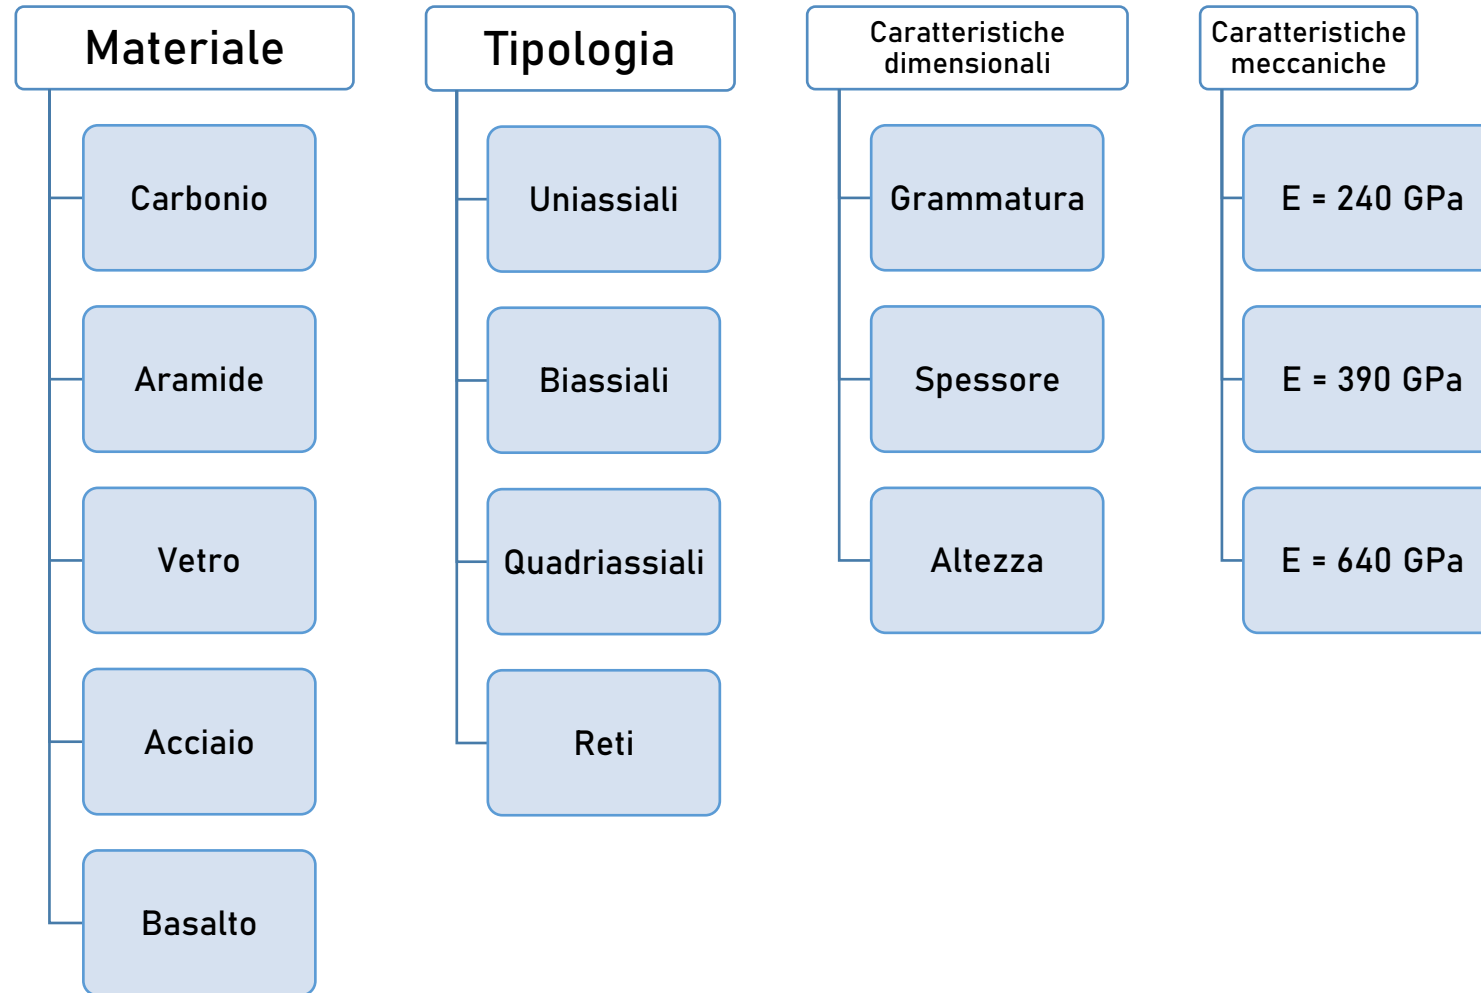 Materiale
Carbonio
Aramide
Vetro
Acciaio
Basalto
Tipologia
Uniassiali
Biassiali
Quadriassiali
Reti
Caratteristiche
dimensionali
Grammatura
Spessore
Altezza
Caratteristiche
meccaniche
E = 240 GPa
E = 390 GPa
E = 640 GPa